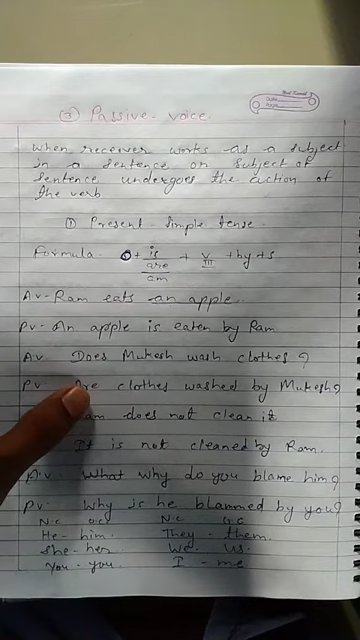 (3) Passive - voice.
when receiver works as a subject
in a sentence or subject of
sentence undergoes the action of
the verb
① Present - Simple tense
Formula - O + is/are/am + V III + by + s
Av - Ram eats an apple.
Pv - An apple is eaten by Ram
Av Does Mukesh wash clothes?
Pv Are clothes washed by Mukesh?
Ram does not clean it
It is not cleaned by Ram.
A.v. What why do you blame him?
Pv - Why is he blammed by you?
N.c o.c N.c o.c
He - him. They - them.
She - her We - us.
You - you I - me